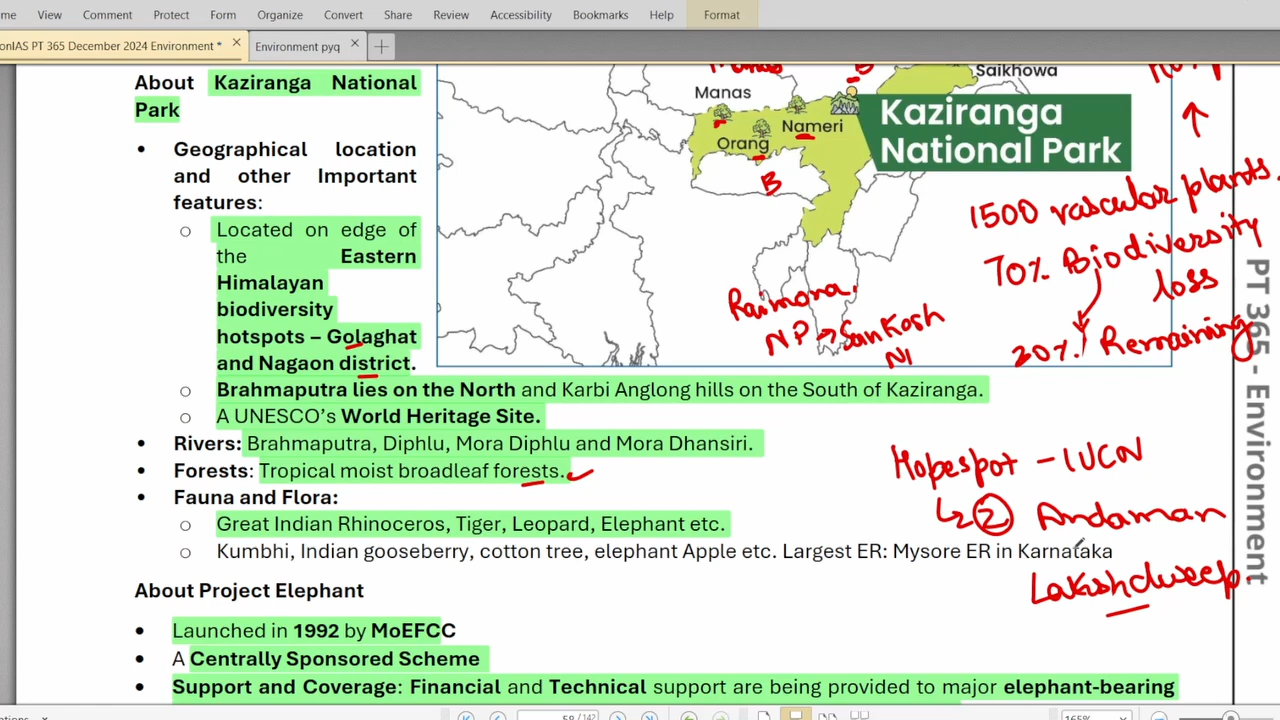 View Comment Protect Form Organize Convert Share Review Accessibility Bookmarks Help Format
onIAS PT 365 December 2024 Environment * × Environment pyq ×
About Kaziranga National
Park
• Geographical location
and other Important
features:
○ Located on edge of
the Eastern
Himalayan
biodiversity
hotspots – Golaghat
and Nagaon district.
Manas
Orang
Nameri
Saikhowa
B
Kaziranga
National Park
1500 vascular plants.
70% Biodiversity
loss
30% Remaining
Raimona.
NP → Sankosh
○ Brahmaputra lies on the North and Karbi Anglong hills on the South of Kaziranga.
○ A UNESCO's World Heritage Site.
• Rivers: Brahmaputra, Diphlu, Mora Diphlu and Mora Dhansiri.
• Forests: Tropical moist broadleaf forests.
• Fauna and Flora:
○ Great Indian Rhinoceros, Tiger, Leopard, Elephant etc.
○ Kumbhi, Indian gooseberry, cotton tree, elephant Apple etc. Largest ER: Mysore ER in Karnataka
Hopespot - IUCN
↳ 2 Andaman
Lakshdweep.
About Project Elephant
• Launched in 1992 by MoEFCC
• A Centrally Sponsored Scheme
• Support and Coverage: Financial and Technical support are being provided to major elephant-bearing
PT 365 - Environment
58 / 142
165%